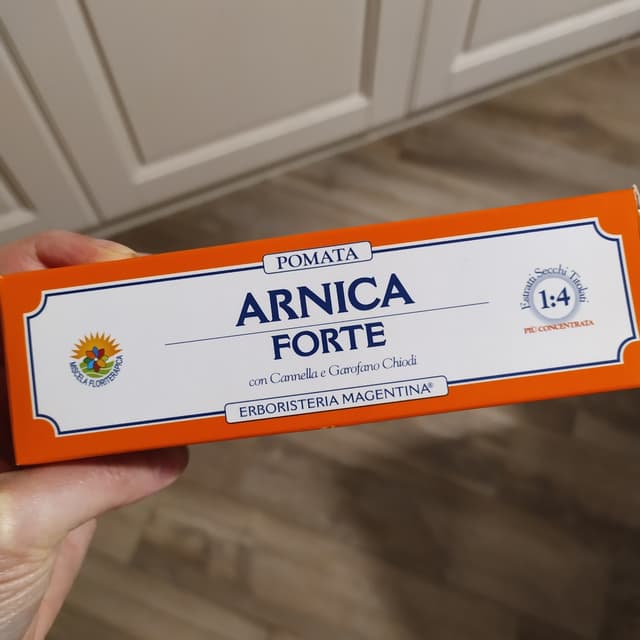 POMATA
ARNICA
FORTE
con Cannella e Garofano Chiodi
ERBORISTERIA MAGENTINA®
MISCELA FLORITERAPICA
Estratti Secchi Titolati
1:4
PIÙ CONCENTRATA